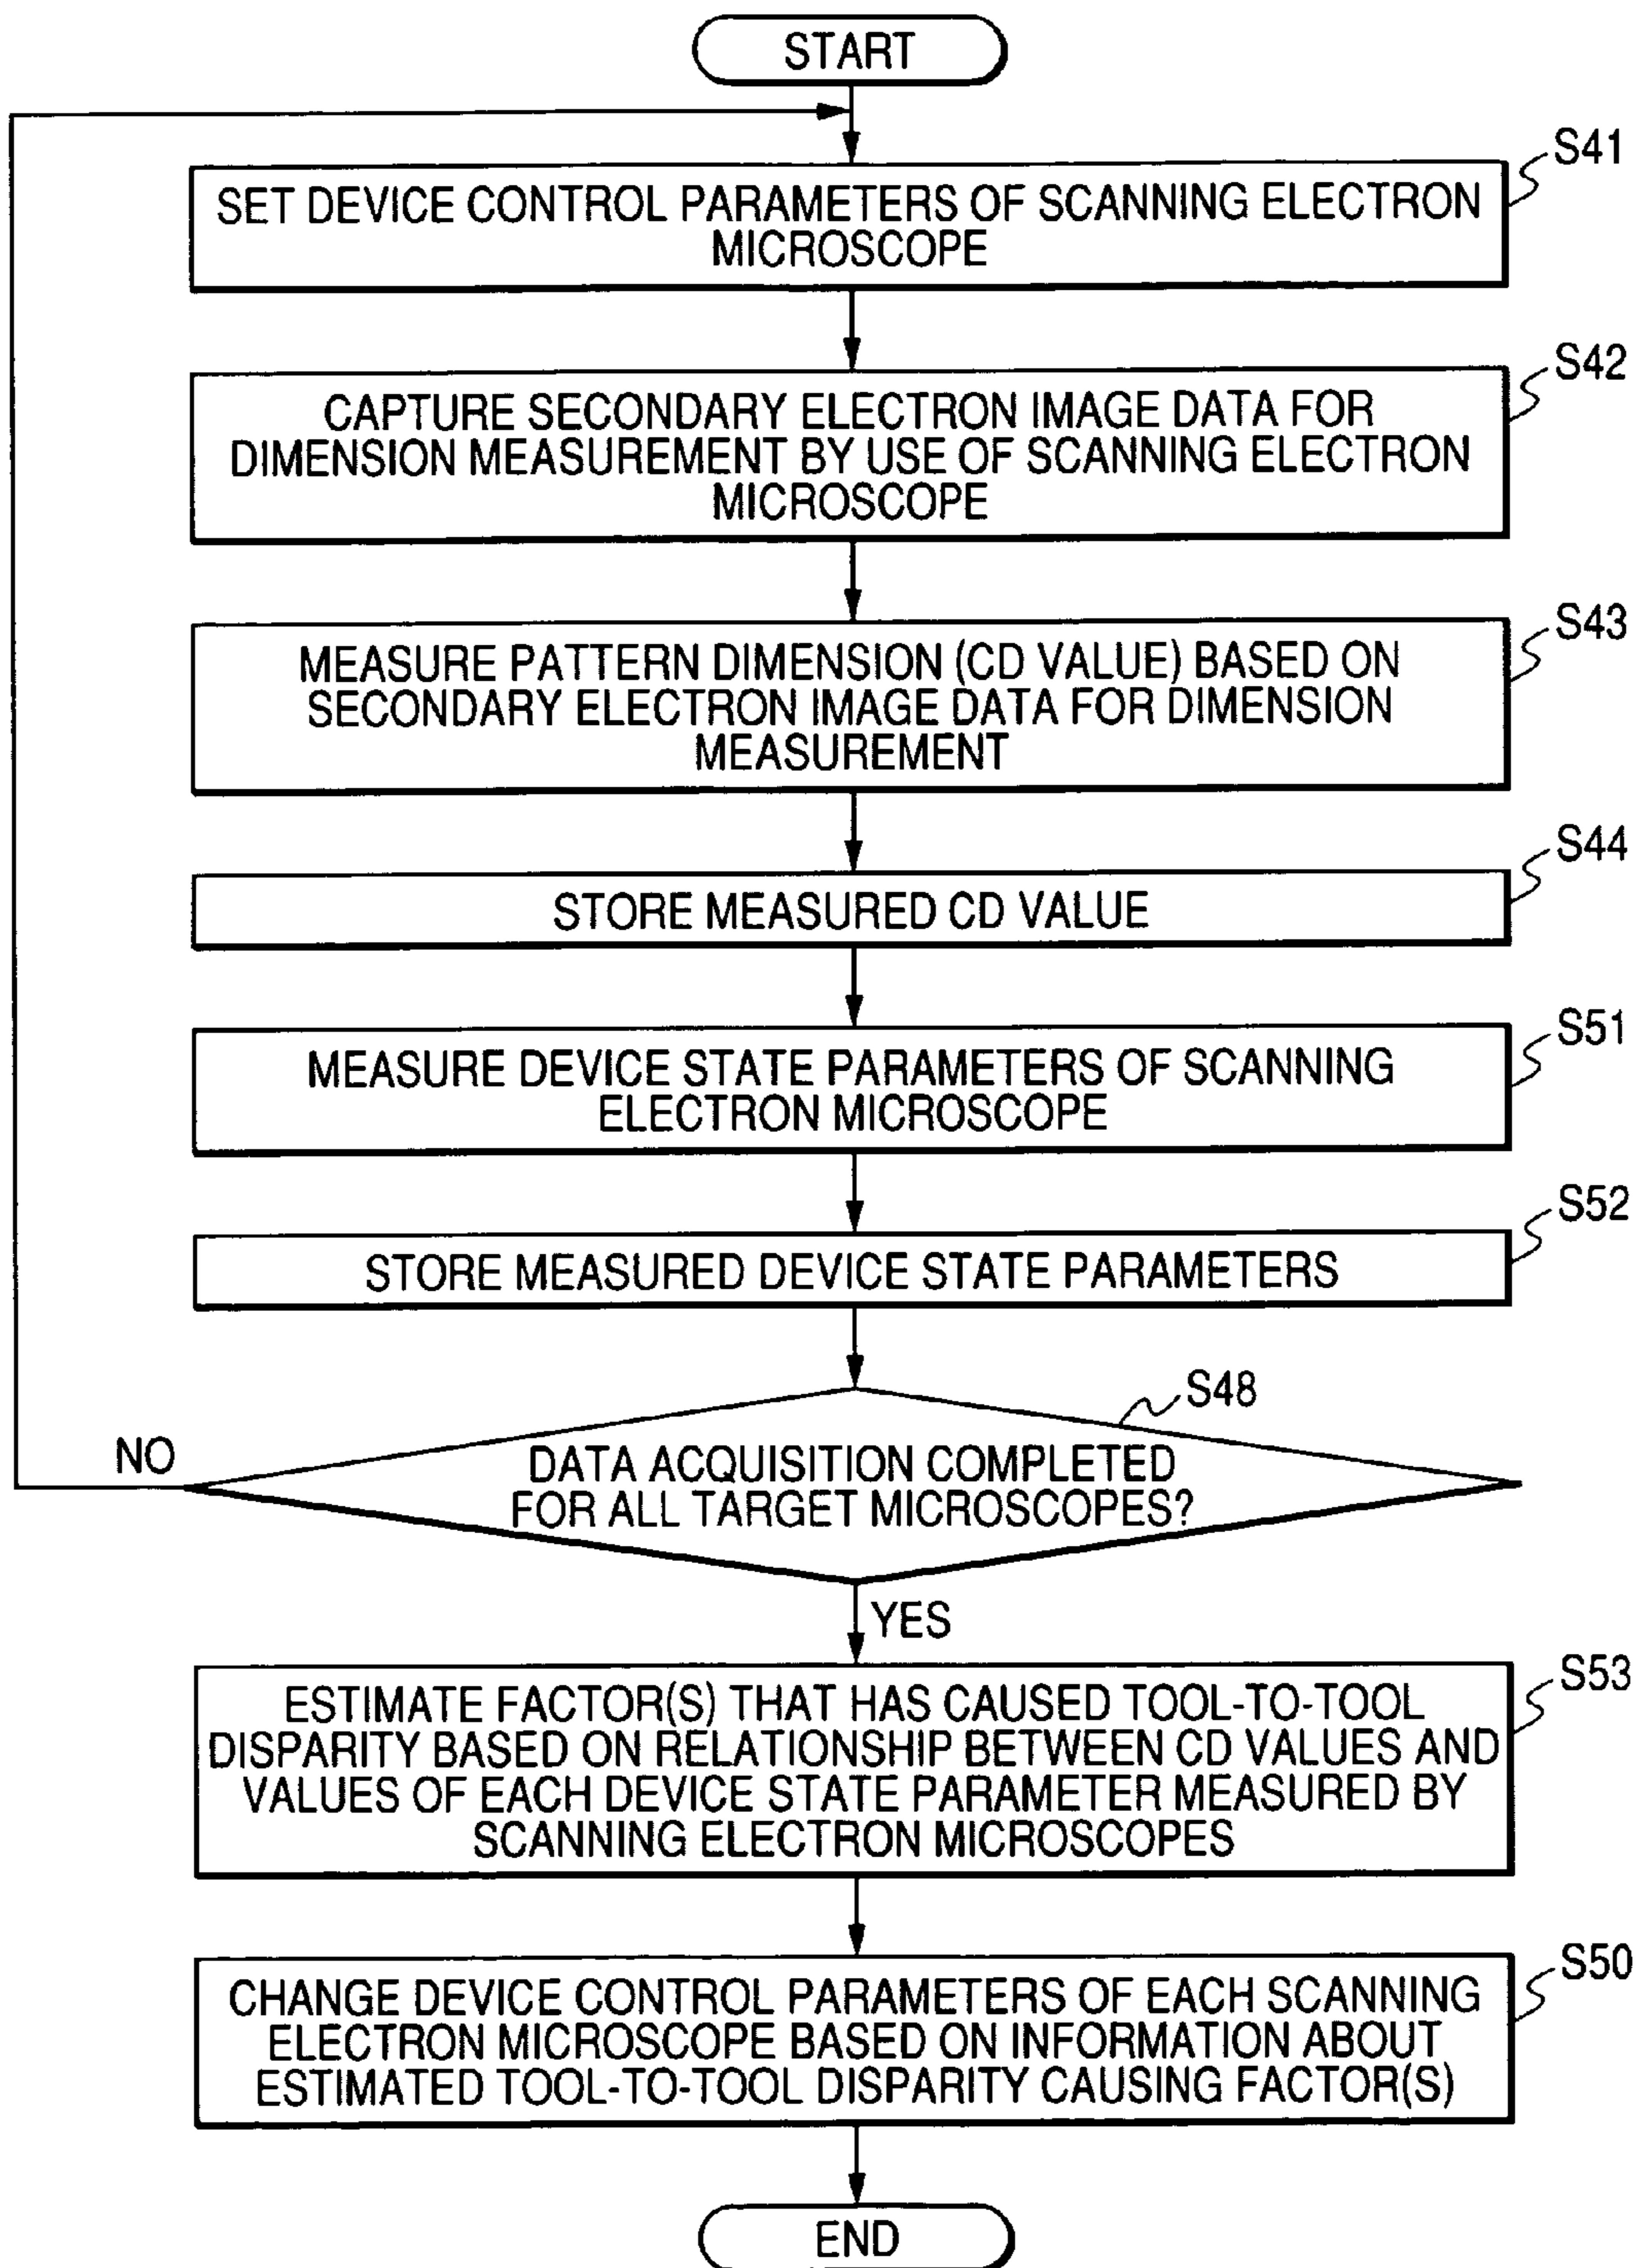 START
S41
SET DEVICE CONTROL PARAMETERS OF SCANNING ELECTRON
MICROSCOPE
S42
CAPTURE SECONDARY ELECTRON IMAGE DATA FOR
DIMENSION MEASUREMENT BY USE OF SCANNING ELECTRON
MICROSCOPE
S43
MEASURE PATTERN DIMENSION (CD VALUE) BASED ON
SECONDARY ELECTRON IMAGE DATA FOR DIMENSION
MEASUREMENT
S44
STORE MEASURED CD VALUE
S51
MEASURE DEVICE STATE PARAMETERS OF SCANNING
ELECTRON MICROSCOPE
S52
STORE MEASURED DEVICE STATE PARAMETERS
S48
NO
DATA ACQUISITION COMPLETED
FOR ALL TARGET MICROSCOPES?
YES
S53
ESTIMATE FACTOR(S) THAT HAS CAUSED TOOL-TO-TOOL
DISPARITY BASED ON RELATIONSHIP BETWEEN CD VALUES AND
VALUES OF EACH DEVICE STATE PARAMETER MEASURED BY
SCANNING ELECTRON MICROSCOPES
S50
CHANGE DEVICE CONTROL PARAMETERS OF EACH SCANNING
ELECTRON MICROSCOPE BASED ON INFORMATION ABOUT
ESTIMATED TOOL-TO-TOOL DISPARITY CAUSING FACTOR(S)
END